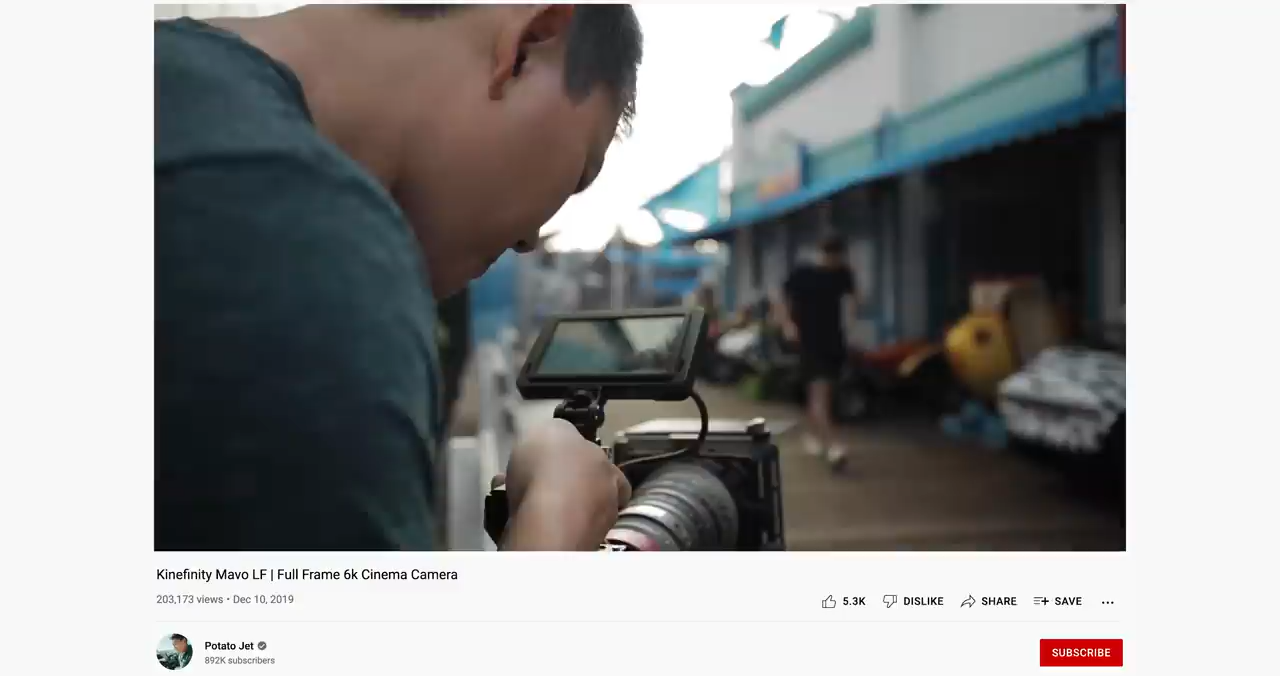 Kinefinity Mavo LF | Full Frame 6k Cinema Camera
203,173 views • Dec 10, 2019
5.3K DISLIKE SHARE SAVE
Potato Jet
892K subscribers
SUBSCRIBE